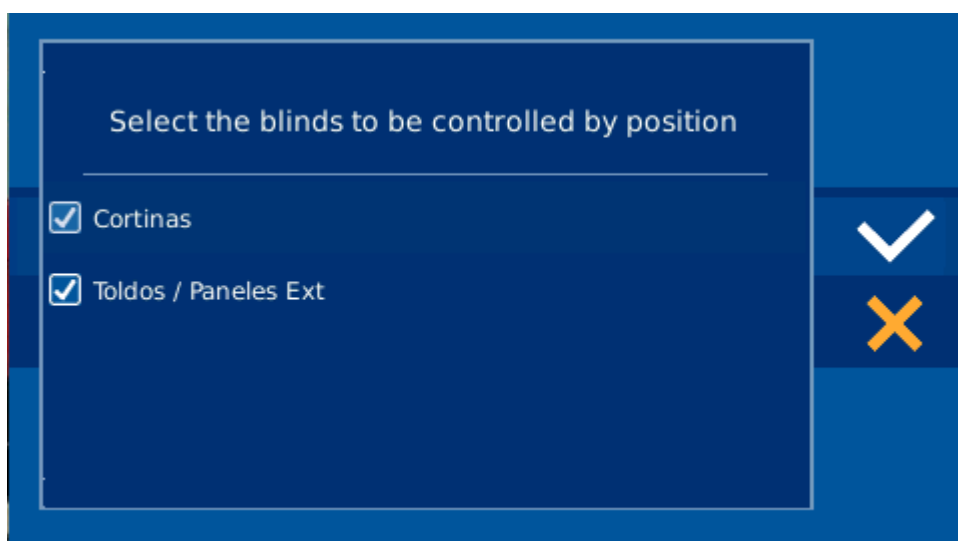 Select the blinds to be controlled by position
Cortinas
Toldos / Paneles Ext